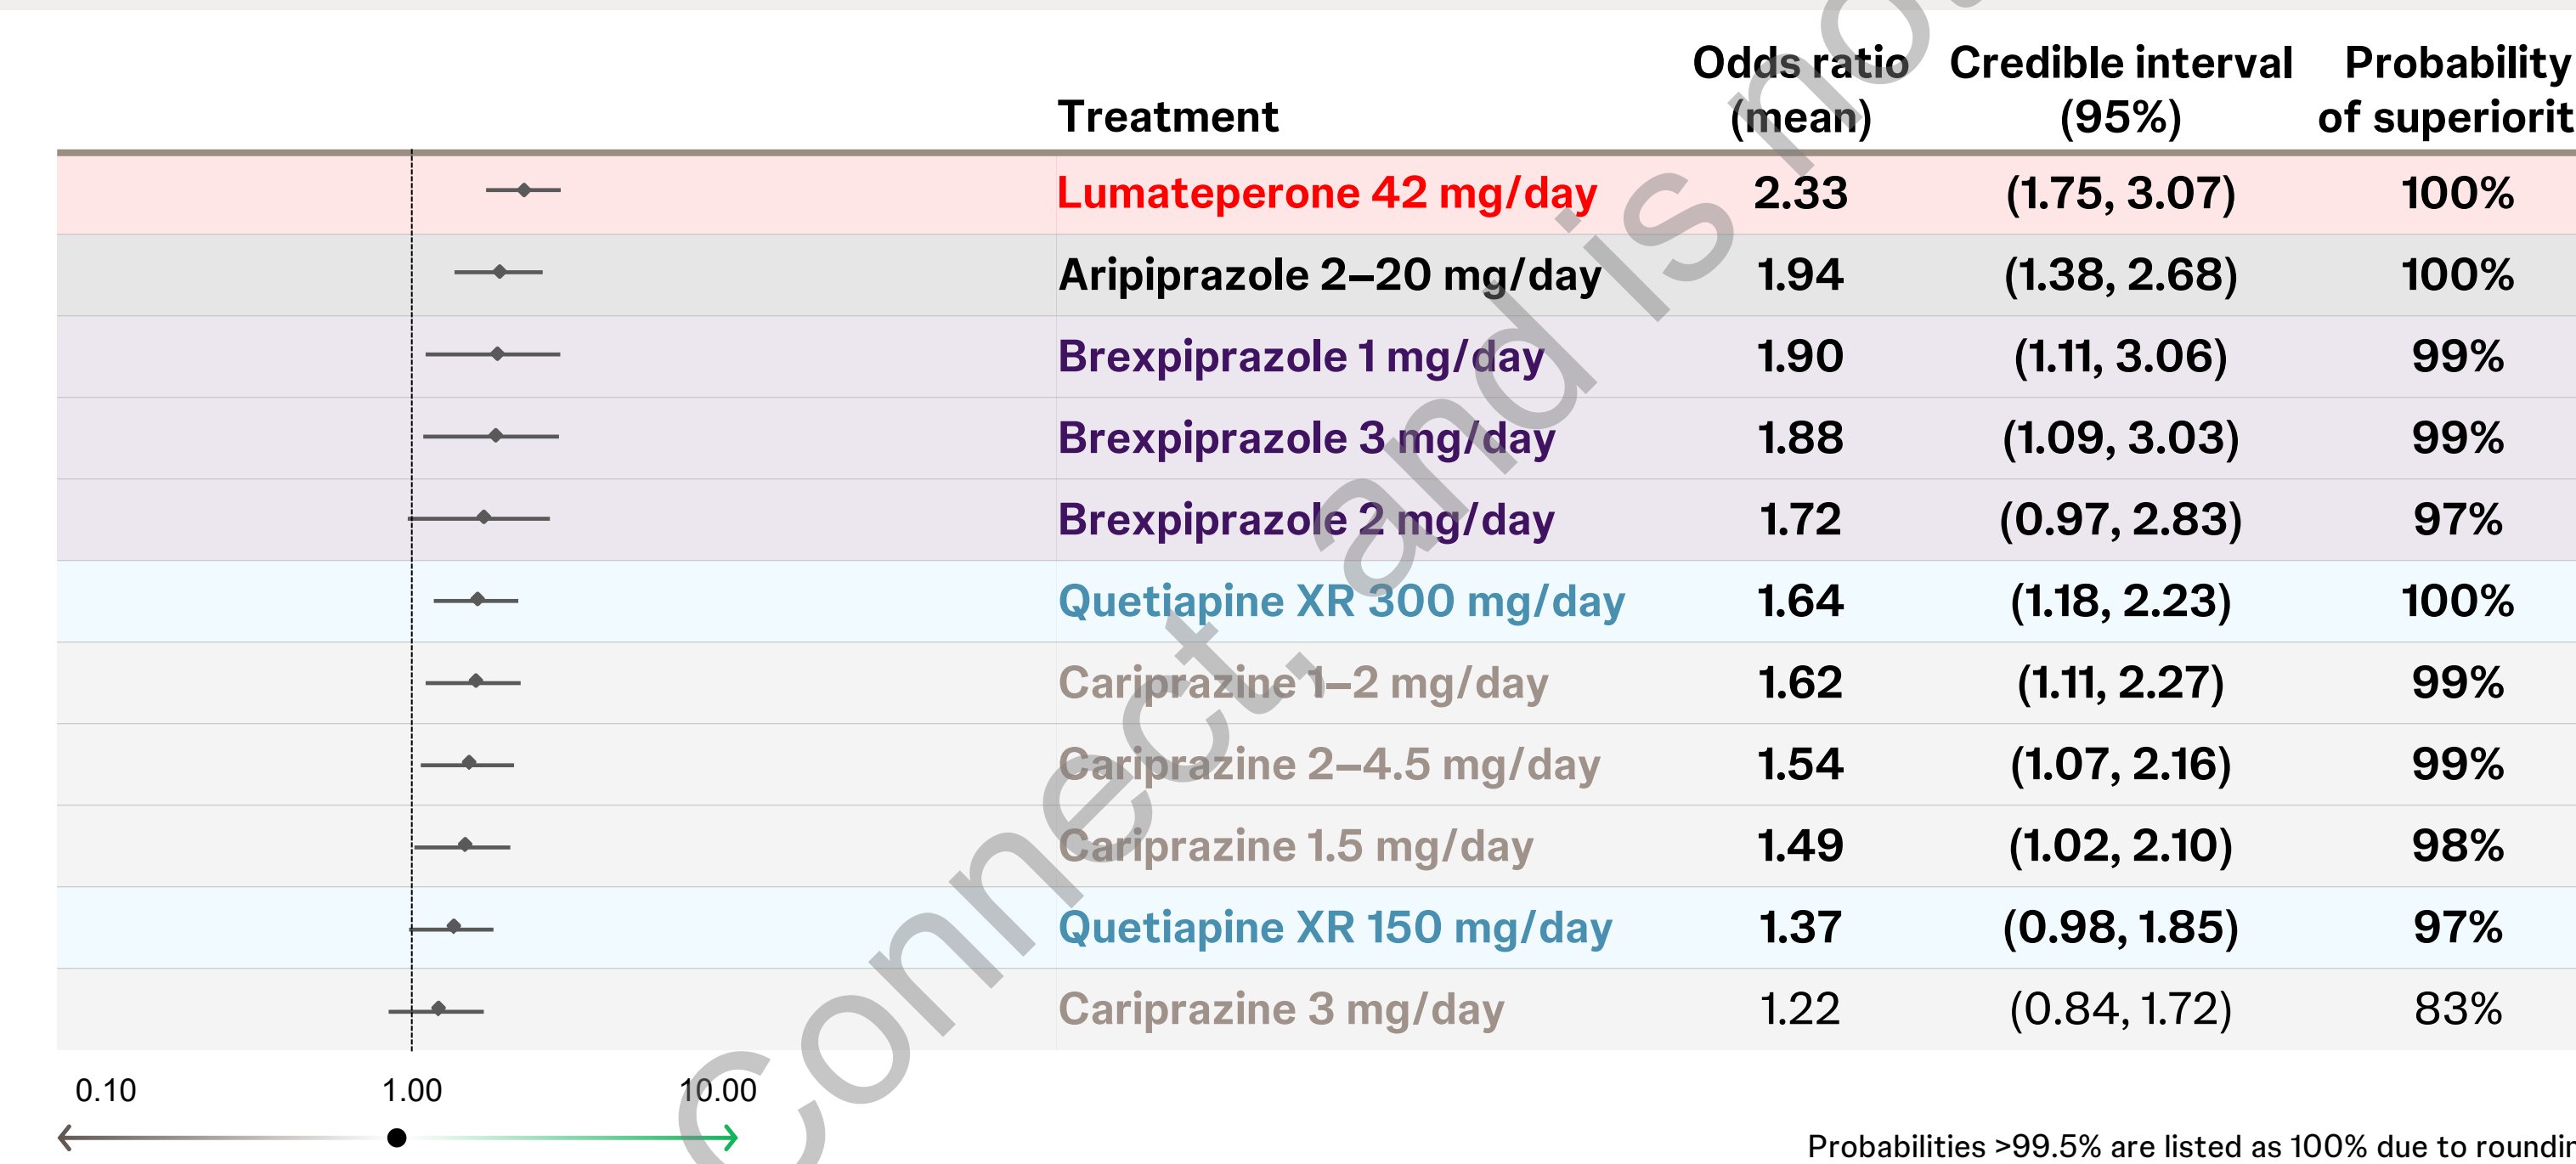 Treatment Odds ratio (mean) Credible interval (95%) Probability of superiorit
Lumateperone 42 mg/day 2.33 (1.75, 3.07) 100%
Aripiprazole 2–20 mg/day 1.94 (1.38, 2.68) 100%
Brexpiprazole 1 mg/day 1.90 (1.11, 3.06) 99%
Brexpiprazole 3 mg/day 1.88 (1.09, 3.03) 99%
Brexpiprazole 2 mg/day 1.72 (0.97, 2.83) 97%
Quetiapine XR 300 mg/day 1.64 (1.18, 2.23) 100%
Cariprazine 1–2 mg/day 1.62 (1.11, 2.27) 99%
Cariprazine 2–4.5 mg/day 1.54 (1.07, 2.16) 99%
Cariprazine 1.5 mg/day 1.49 (1.02, 2.10) 98%
Quetiapine XR 150 mg/day 1.37 (0.98, 1.85) 97%
Cariprazine 3 mg/day 1.22 (0.84, 1.72) 83%
0.10 1.00 10.00
Probabilities >99.5% are listed as 100% due to roundin
Connect, and is no